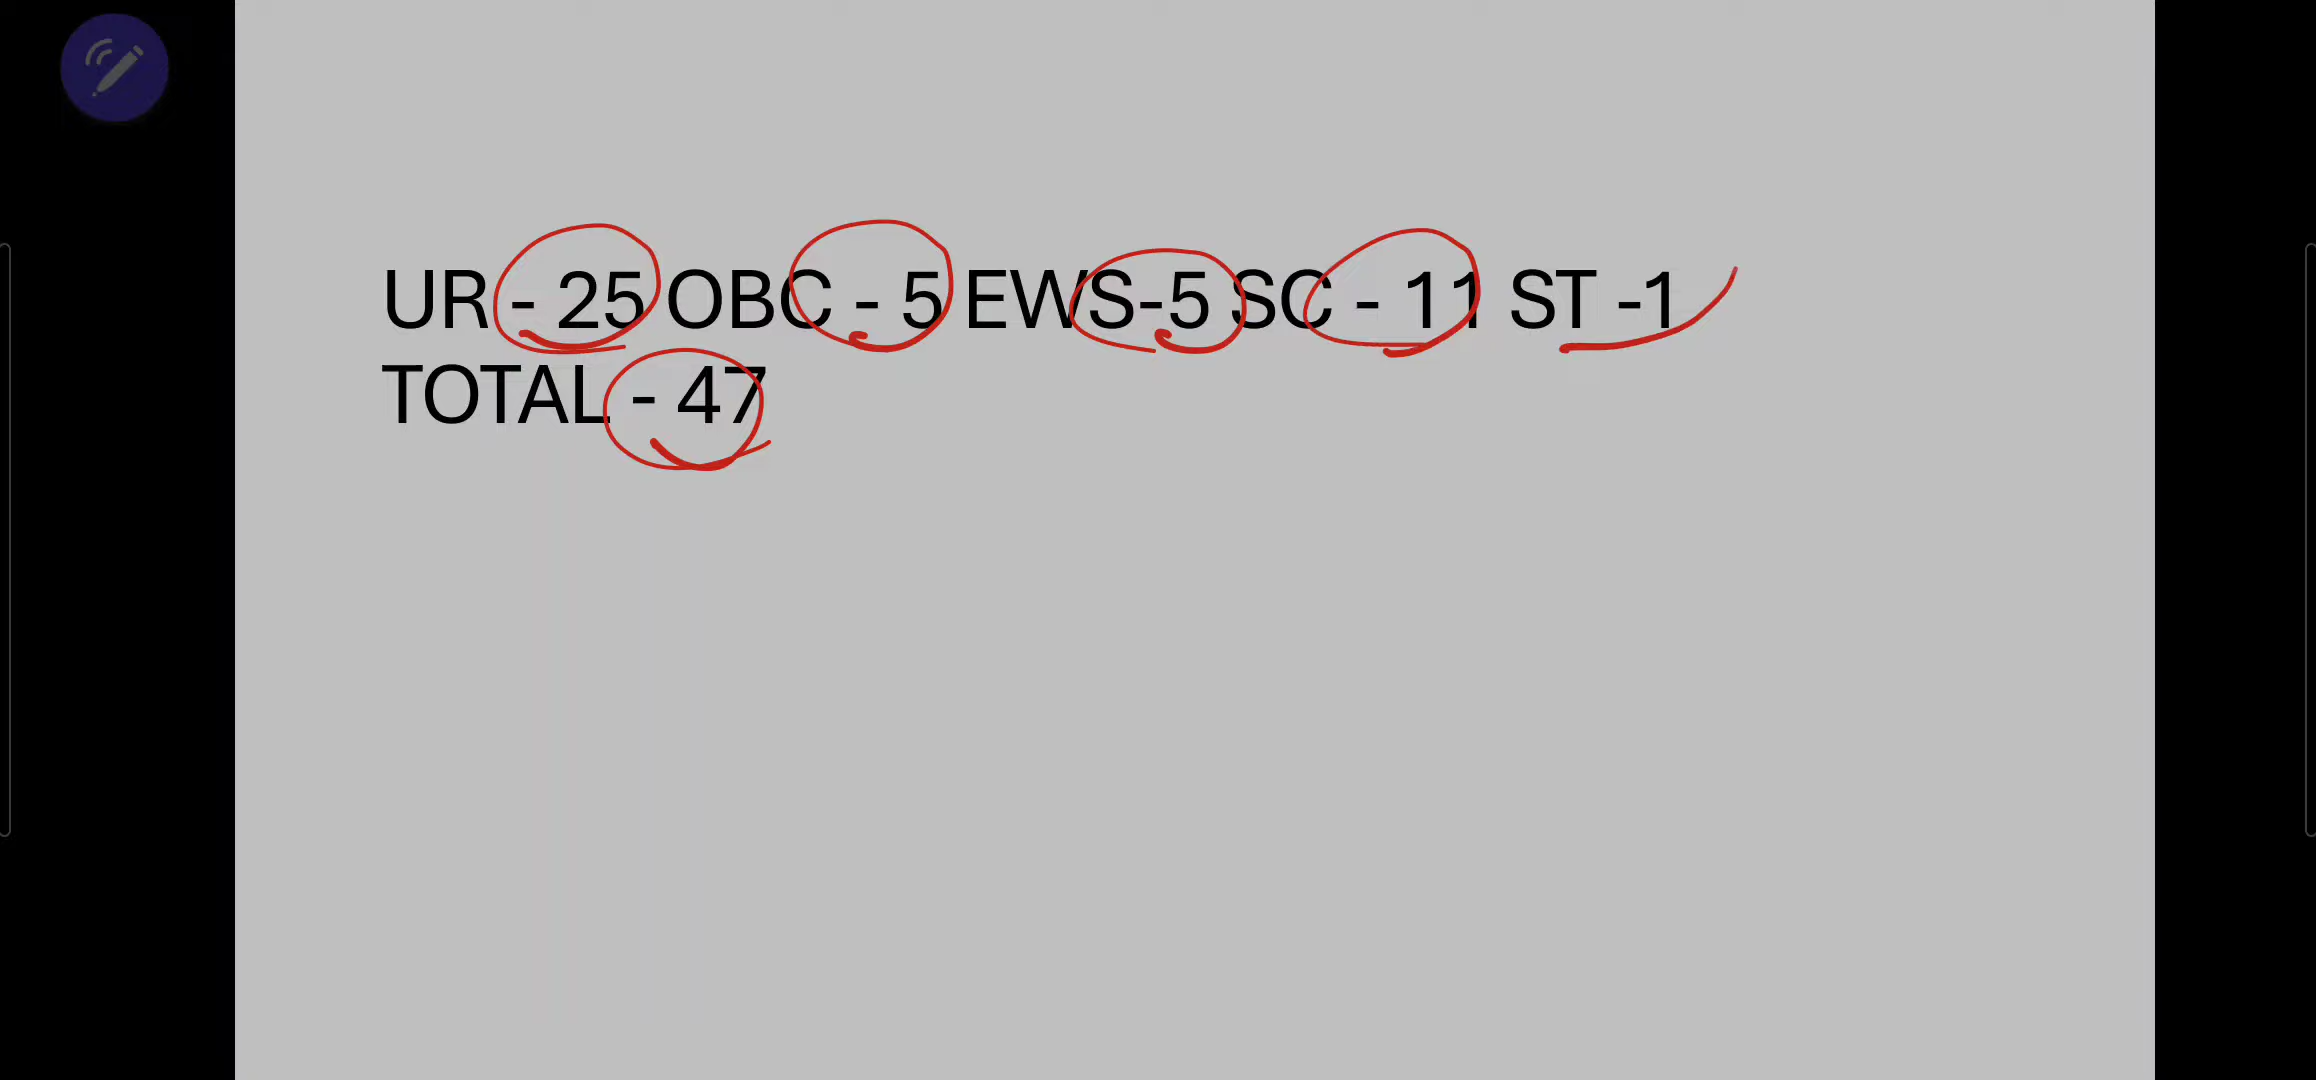 UR - 25 OBC - 5 EWS-5 SC - 11 ST -1
TOTAL - 47